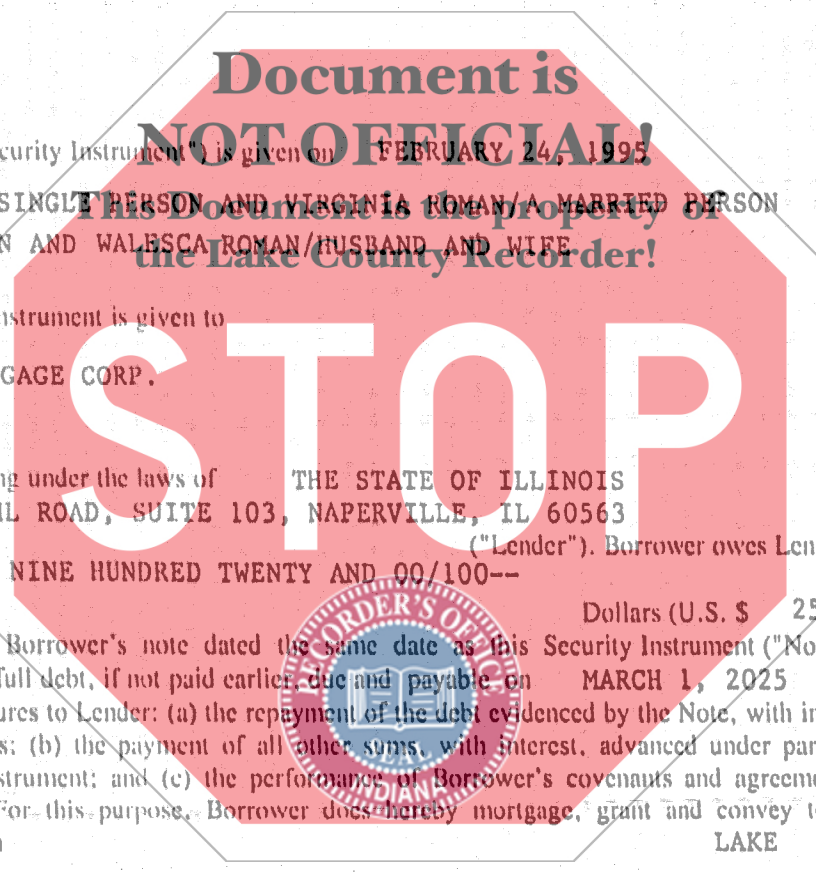 Document is
NOT OFFICIAL!
This Document is the property of
the Lake County Recorder!
STOP
curity Instrument") is given on FEBRUARY 24, 1995
SINGLE PERSON AND VIRGINIA ROMAN/A MARRIED PERSON
N AND WALESCA ROMAN/HUSBAND AND WIFE
nstrument is given to
GAGE CORP.
ng under the laws of THE STATE OF ILLINOIS
IL ROAD, SUITE 103, NAPERVILLE, IL 60563
("Lender"). Borrower owes Len
NINE HUNDRED TWENTY AND 00/100--
Dollars (U.S. $ 25
Borrower's note dated the same date as this Security Instrument ("No
full debt, if not paid earlier, due and payable on MARCH 1, 2025
ures to Lender: (a) the repayment of the debt evidenced by the Note, with in
s; (b) the payment of all other sums, with interest, advanced under par
strument; and (c) the performance of Borrower's covenants and agreeme
For this purpose, Borrower does hereby mortgage, grant and convey t
LAKE
RECORDER'S OFFICE
SEAL
INDIANA